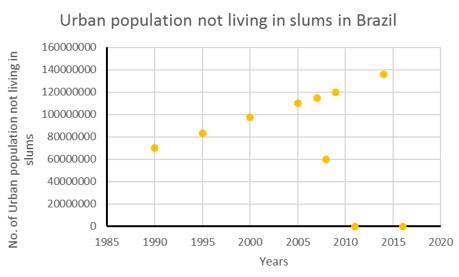 Urban population not living in slums in Brazil
No. of Urban population not living in
slums
160000000
140000000
120000000
100000000
80000000
60000000
40000000
20000000
0
1985 1990 1995 2000 2005 2010 2015 2020
Years